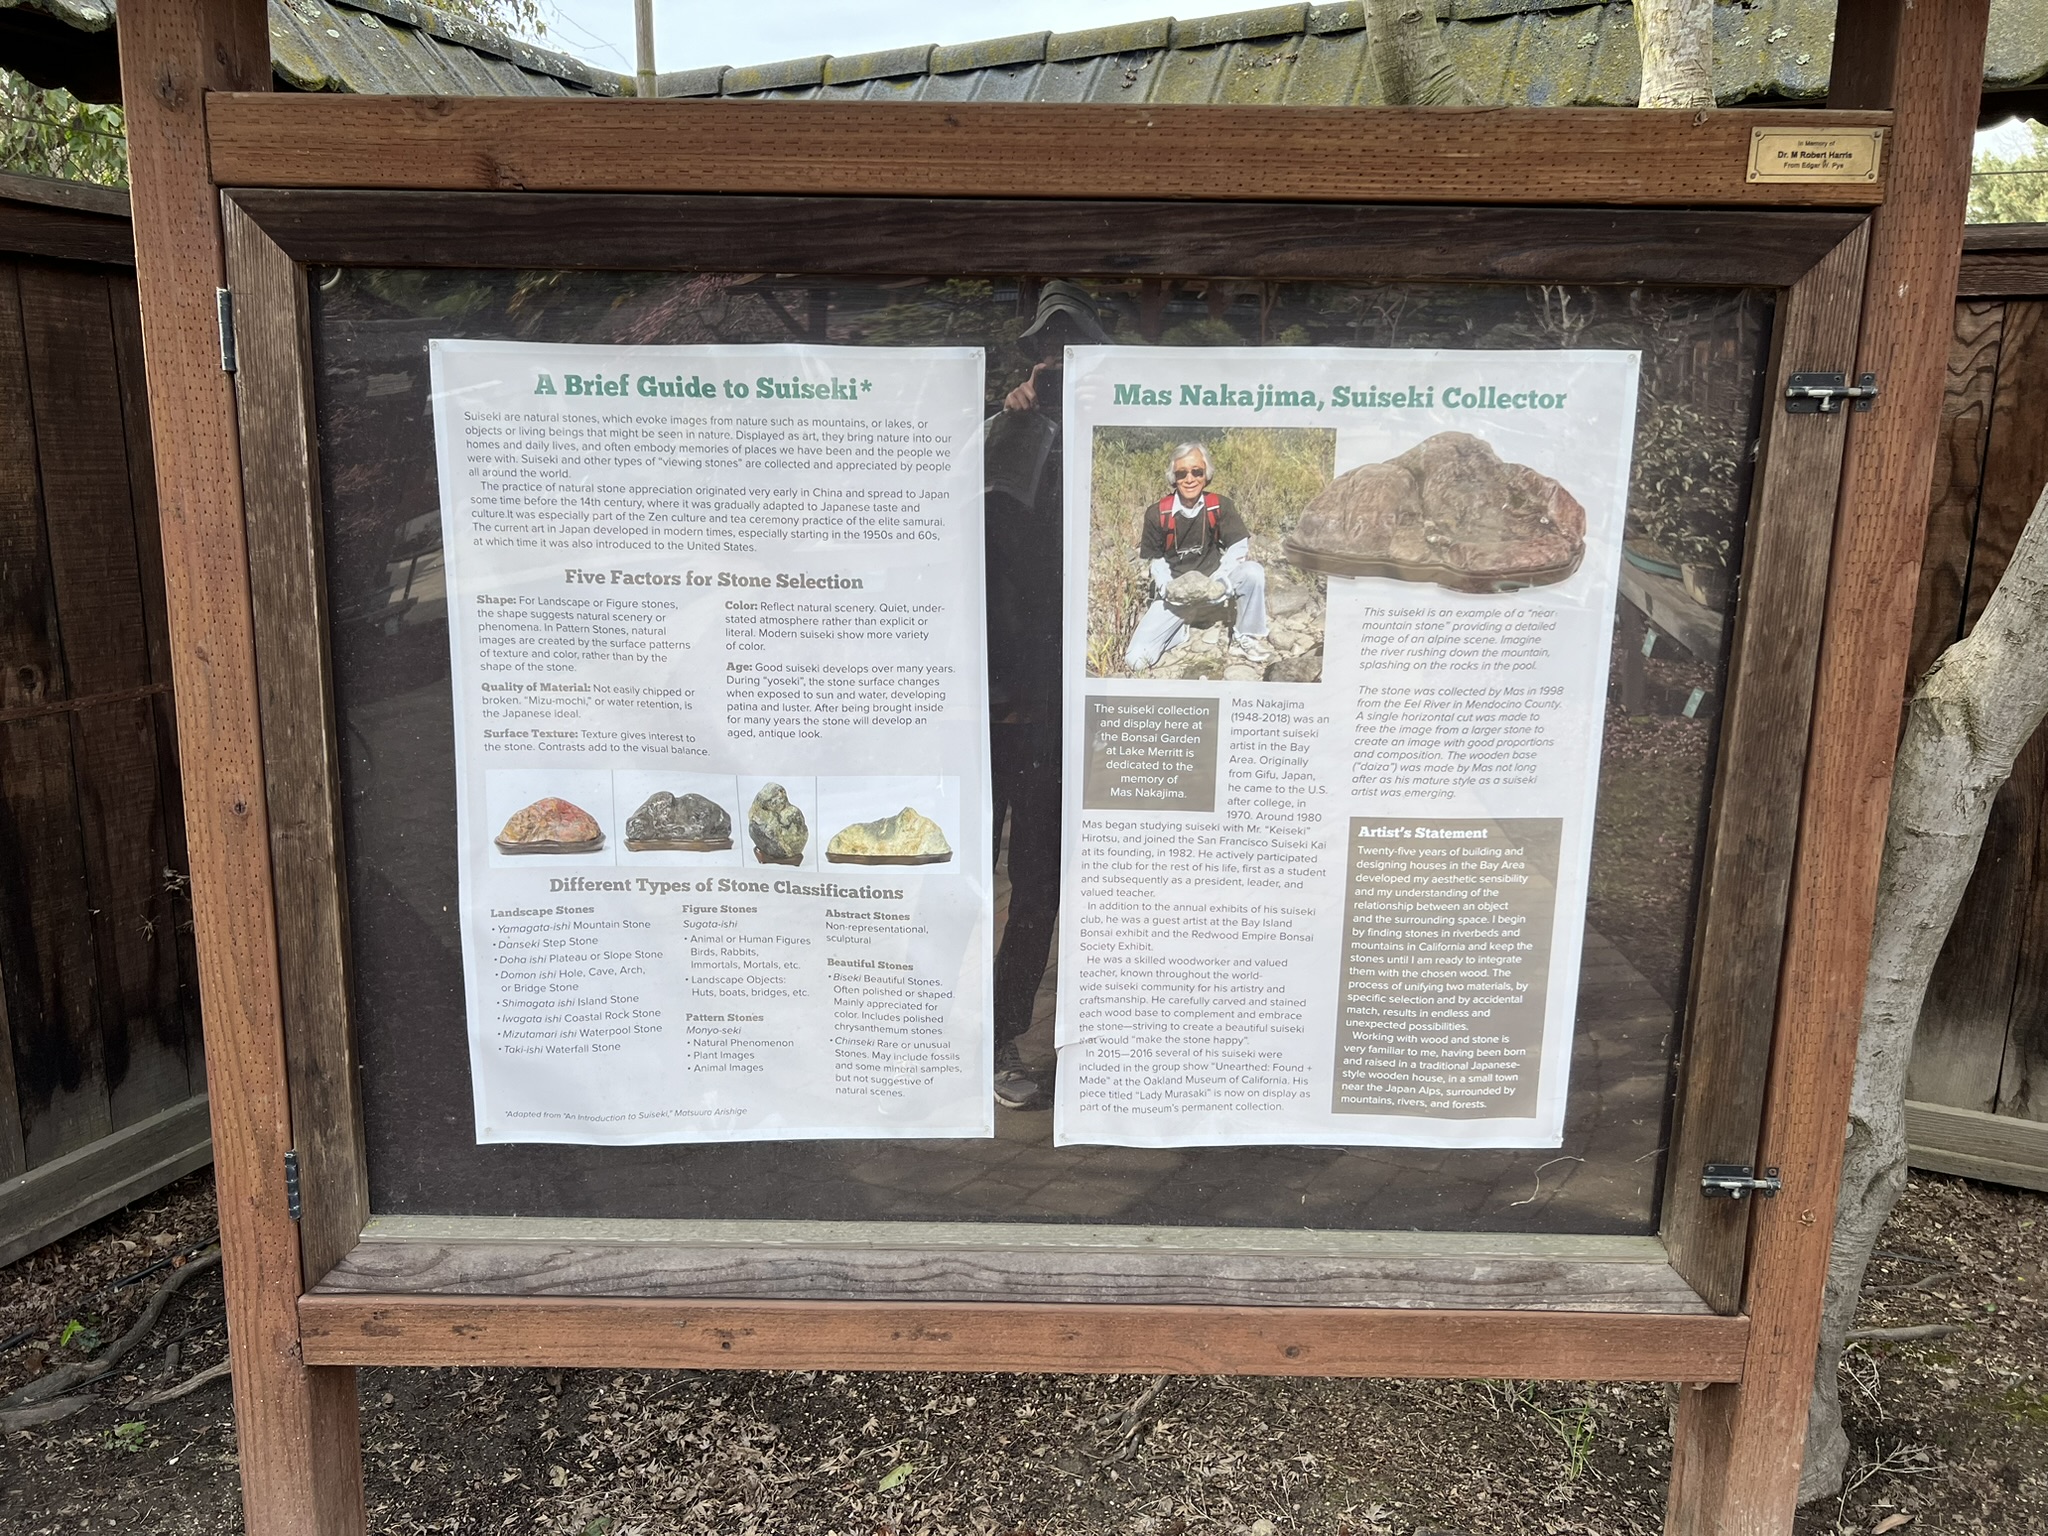 In Memory of
Dr. M Robert Harris
From Edgar W. Pye
A Brief Guide to Suiseki*
Suiseki are natural stones, which evoke images from nature such as mountains, or lakes, or
objects or living beings that might be seen in nature. Displayed as art, they bring nature into our
homes and daily lives, and often embody memories of places we have been and the people we
were with. Suiseki and other types of "viewing stones" are collected and appreciated by people
all around the world.
The practice of natural stone appreciation originated very early in China and spread to Japan
some time before the 14th century, where it was gradually adapted to Japanese taste and
culture.It was especially part of the Zen culture and tea ceremony practice of the elite samurai.
The current art in Japan developed in modern times, especially starting in the 1950s and 60s,
at which time it was also introduced to the United States.
Five Factors for Stone Selection
Shape: For Landscape or Figure stones,
the shape suggests natural scenery or
phenomena. In Pattern Stones, natural
images are created by the surface patterns
of texture and color, rather than by the
shape of the stone.
Quality of Material: Not easily chipped or
broken. "Mizu-mochi," or water retention, is
the Japanese ideal.
Surface Texture: Texture gives interest to
the stone. Contrasts add to the visual balance.
Color: Reflect natural scenery. Quiet, under-
stated atmosphere rather than explicit or
literal. Modern suiseki show more variety
of color.
Age: Good suiseki develops over many years.
During "yoseki", the stone surface changes
when exposed to sun and water, developing
patina and luster. After being brought inside
for many years the stone will develop an
aged, antique look.
Different Types of Stone Classifications
Landscape Stones
• Yamagata-ishi Mountain Stone
• Danseki Step Stone
• Doha ishi Plateau or Slope Stone
• Domon ishi Hole, Cave, Arch,
or Bridge Stone
• Shimagata ishi Island Stone
• Iwagata ishi Coastal Rock Stone
• Mizutamari ishi Waterpool Stone
• Taki-ishi Waterfall Stone
Figure Stones
Sugata-ishi
• Animal or Human Figures
Birds, Rabbits,
Immortals, Mortals, etc.
• Landscape Objects:
Huts, boats, bridges, etc.
Pattern Stones
Monyo-seki
• Natural Phenomenon
• Plant Images
• Animal Images
Abstract Stones
Non-representational,
sculptural
Beautiful Stones
• Biseki Beautiful Stones.
Often polished or shaped.
Mainly appreciated for
color. Includes polished
chrysanthemum stones
• Chinseki Rare or unusual
Stones. May include fossils
and some mineral samples,
but not suggestive of
natural scenes.
*Adapted from "An Introduction to Suiseki," Matsuura Arishige
Mas Nakajima, Suiseki Collector
This suiseki is an example of a "near-
mountain stone" providing a detailed
image of an alpine scene. Imagine
the river rushing down the mountain,
splashing on the rocks in the pool.
The stone was collected by Mas in 1998
from the Eel River in Mendocino County.
A single horizontal cut was made to
free the image from a larger stone to
create an image with good proportions
and composition. The wooden base
("daiza") was made by Mas not long
after as his mature style as a suiseki
artist was emerging.
The suiseki collection
and display here at
the Bonsai Garden
at Lake Merritt is
dedicated to the
memory of
Mas Nakajima.
Mas Nakajima
(1948-2018) was an
important suiseki
artist in the Bay
Area. Originally
from Gifu, Japan,
he came to the U.S.
after college, in
1970. Around 1980
Mas began studying suiseki with Mr. "Keiseki"
Hirotsu, and joined the San Francisco Suiseki Kai
at its founding, in 1982. He actively participated
in the club for the rest of his life, first as a student
and subsequently as a president, leader, and
valued teacher.
In addition to the annual exhibits of his suiseki
club, he was a guest artist at the Bay Island
Bonsai exhibit and the Redwood Empire Bonsai
Society Exhibit.
He was a skilled woodworker and valued
teacher, known throughout the world-
wide suiseki community for his artistry and
craftsmanship. He carefully carved and stained
each wood base to complement and embrace
the stone—striving to create a beautiful suiseki
that would "make the stone happy".
In 2015—2016 several of his suiseki were
included in the group show "Unearthed: Found +
Made" at the Oakland Museum of California. His
piece titled "Lady Murasaki" is now on display as
part of the museum's permanent collection.
Artist's Statement
Twenty-five years of building and
designing houses in the Bay Area
developed my aesthetic sensibility
and my understanding of the
relationship between an object
and the surrounding space. I begin
by finding stones in riverbeds and
mountains in California and keep the
stones until I am ready to integrate
them with the chosen wood. The
process of unifying two materials, by
specific selection and by accidental
match, results in endless and
unexpected possibilities.
Working with wood and stone is
very familiar to me, having been born
and raised in a traditional Japanese-
style wooden house, in a small town
near the Japan Alps, surrounded by
mountains, rivers, and forests.